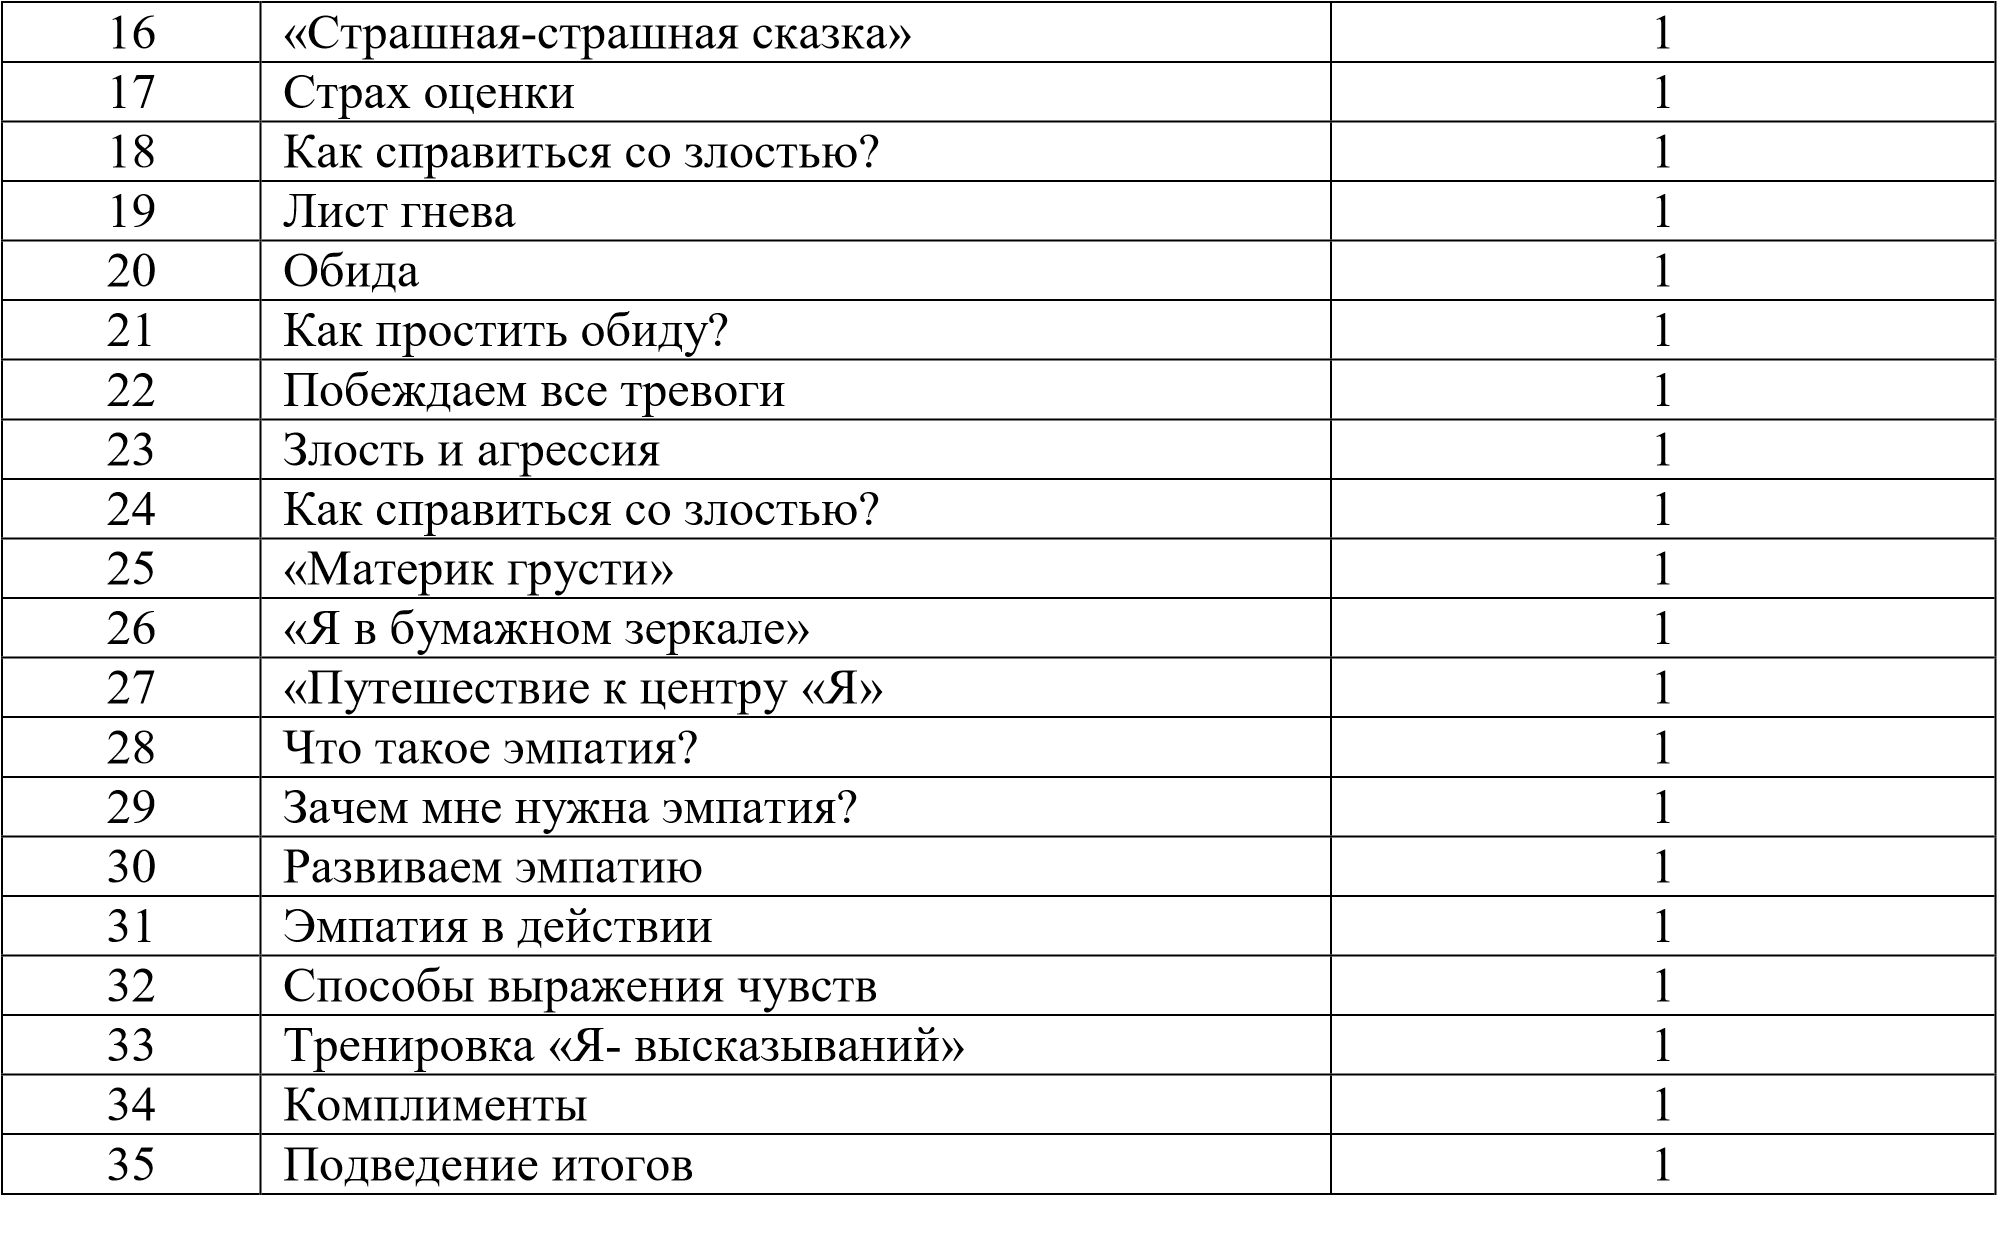 16 «Страшная-страшная сказка» 1
17 Страх оценки 1
18 Как справиться со злостью? 1
19 Лист гнева 1
20 Обида 1
21 Как простить обиду? 1
22 Побеждаем все тревоги 1
23 Злость и агрессия 1
24 Как справиться со злостью? 1
25 «Материк грусти» 1
26 «Я в бумажном зеркале» 1
27 «Путешествие к центру «Я» 1
28 Что такое эмпатия? 1
29 Зачем мне нужна эмпатия? 1
30 Развиваем эмпатию 1
31 Эмпатия в действии 1
32 Способы выражения чувств 1
33 Тренировка «Я- высказываний» 1
34 Комплименты 1
35 Подведение итогов 1